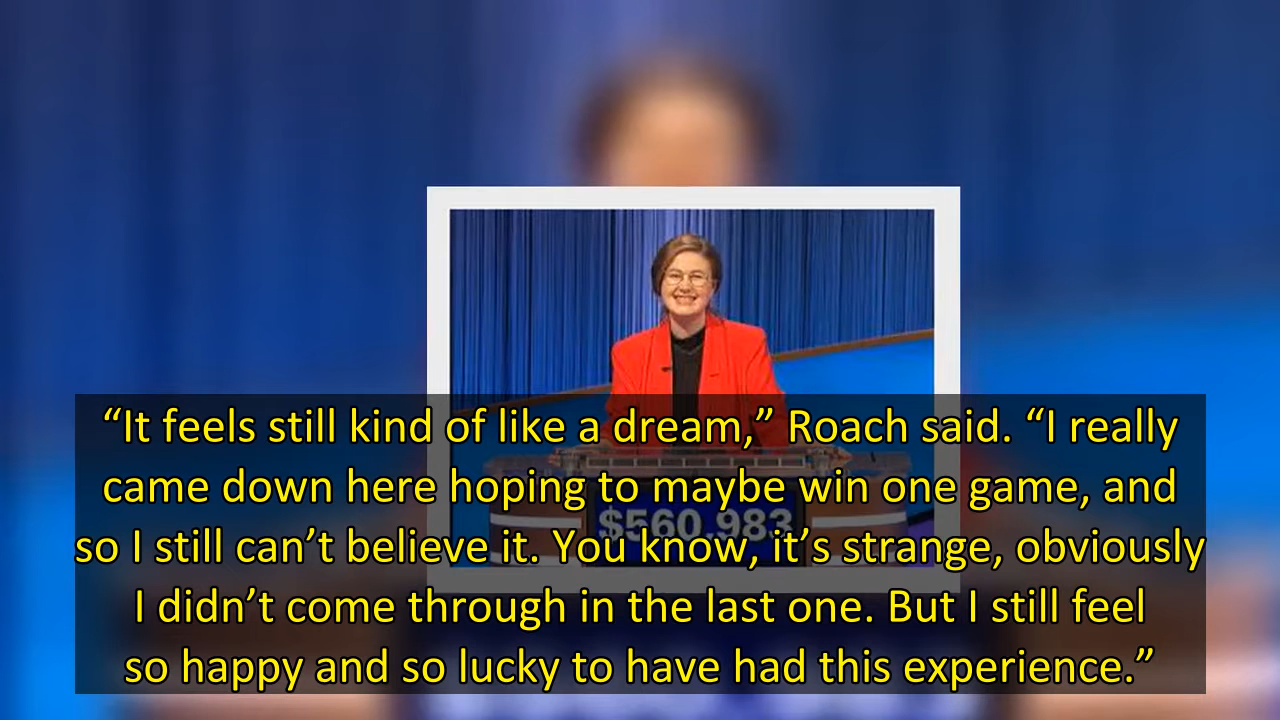 “It feels still kind of like a dream,” Roach said. “I really
came down here hoping to maybe win one game, and
so I still can’t believe it. You know, it’s strange, obviously
I didn’t come through in the last one. But I still feel
so happy and so lucky to have had this experience.”
$560,983